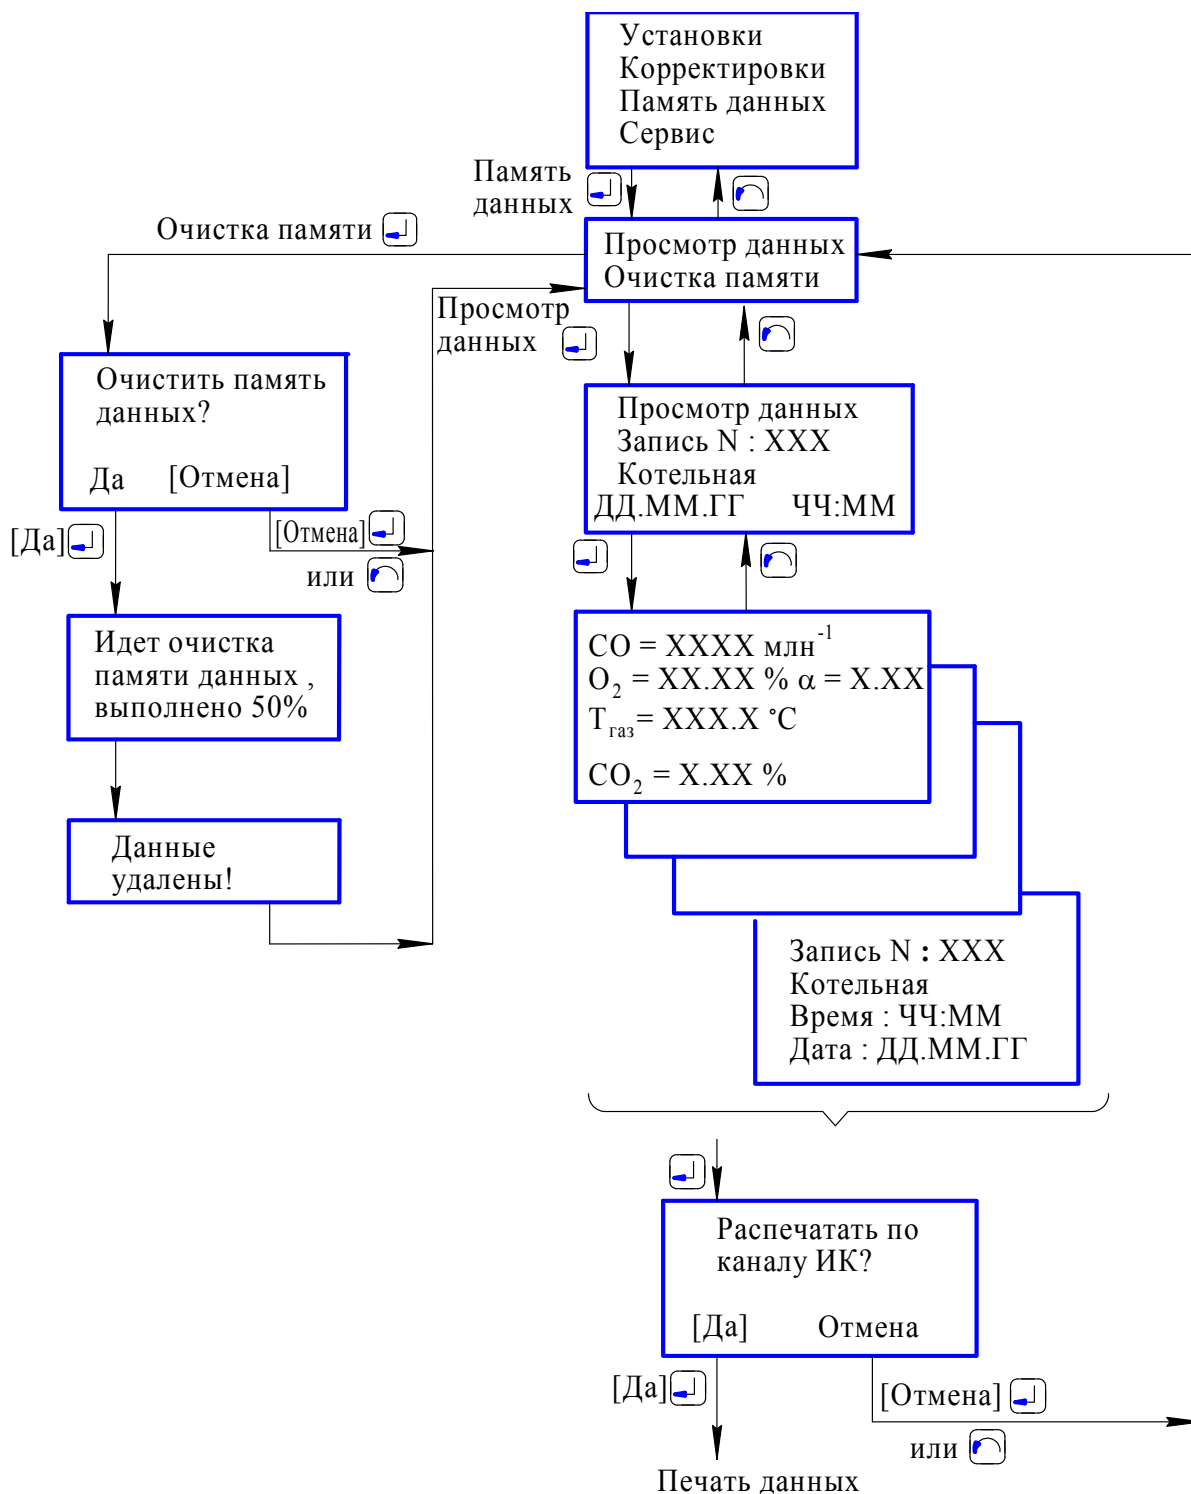 Установки
Корректировки
Память данных
Сервис
Память
данных
Очистка памяти
Просмотр данных
Очистка памяти
Просмотр
данных
Очистить память
данных?
Да [Отмена]
[Да]
[Отмена]
или
Идет очистка
памяти данных ,
выполнено 50%
Данные
удалены!
Просмотр данных
Запись N : XXX
Котельная
ДД.ММ.ГГ ЧЧ:ММ
CO = XXXX млн⁻¹
O₂ = XX.XX % α = X.XX
Tгаз= XXX.X °C
CO₂ = X.XX %
Запись N : XXX
Котельная
Время : ЧЧ:ММ
Дата : ДД.ММ.ГГ
Распечатать по
каналу ИК?
[Да] Отмена
[Да]
[Отмена]
или
Печать данных